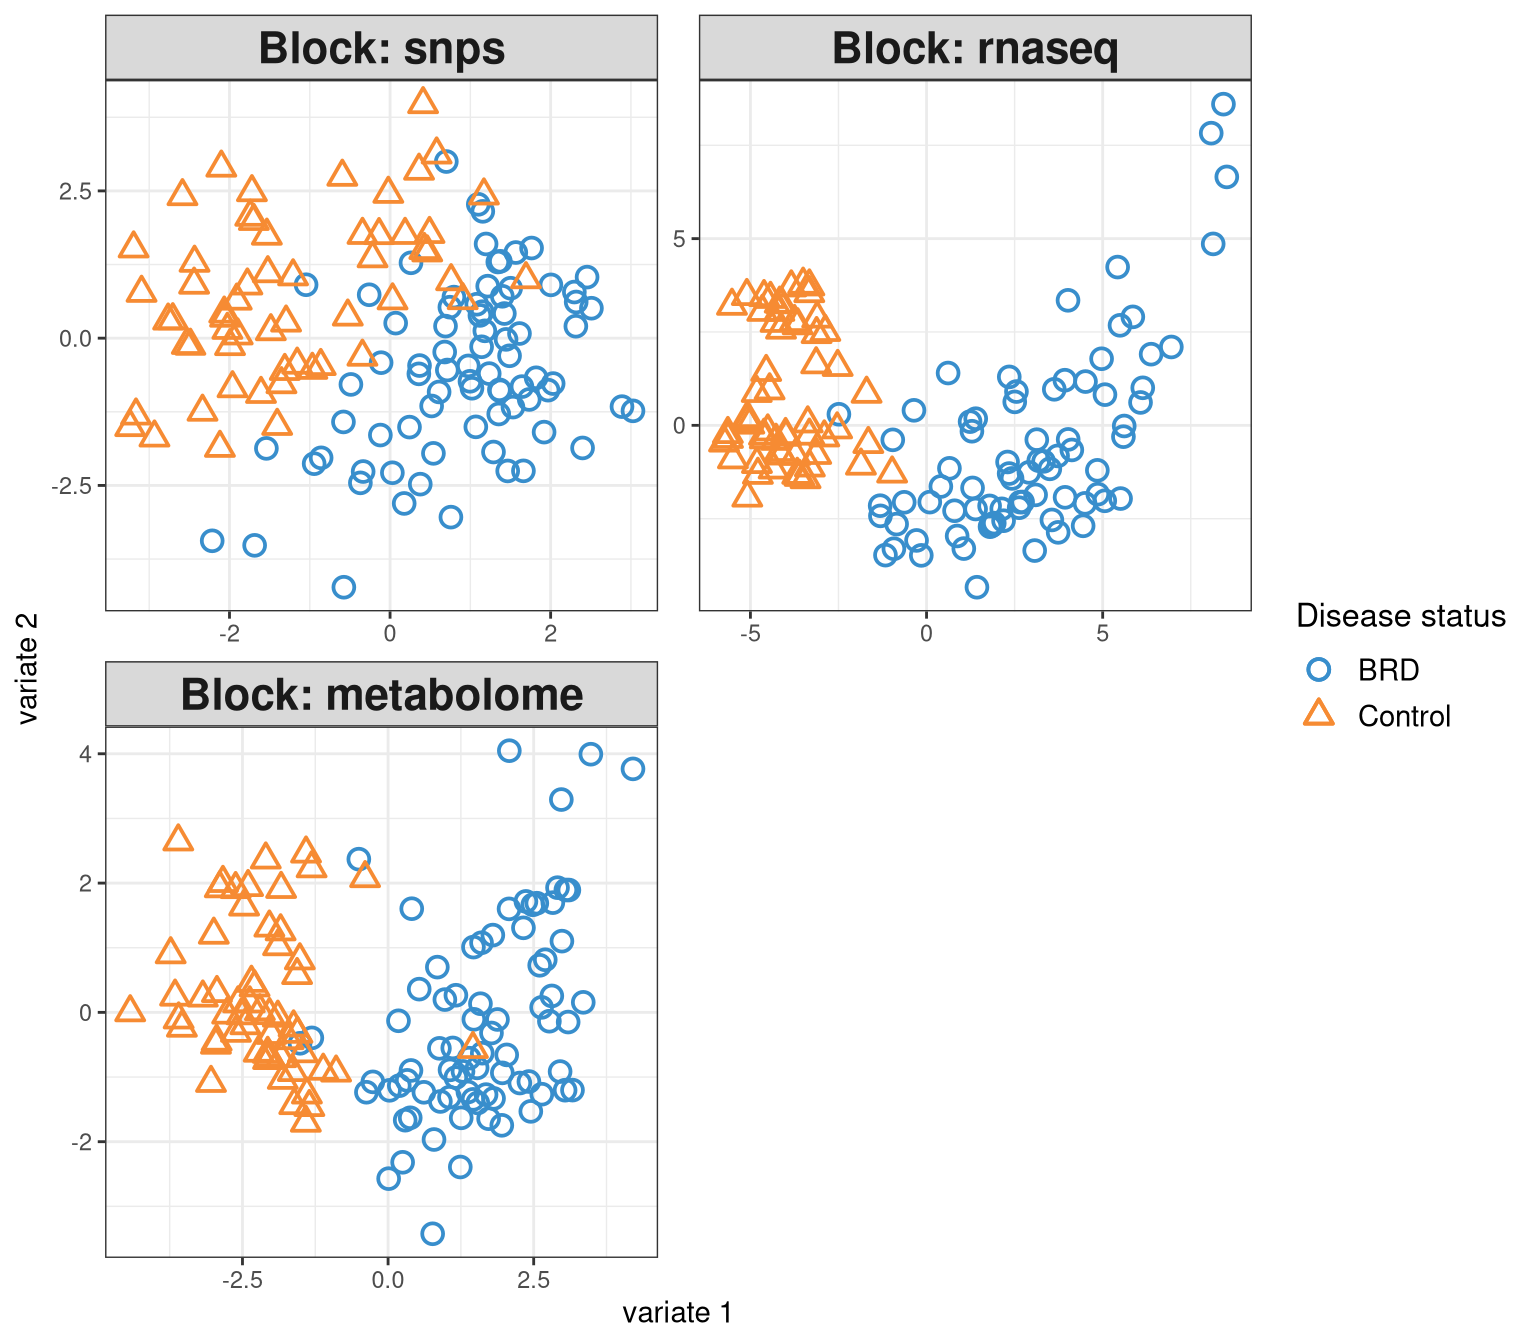 Block: snps
Block: rnaseq
2.5
0.0
-2.5
-2
0
2
5
0
-5
0
5
Disease status
BRD
Control
variate 2
Block: metabolome
4
2
0
-2
-2.5
0.0
2.5
variate 1